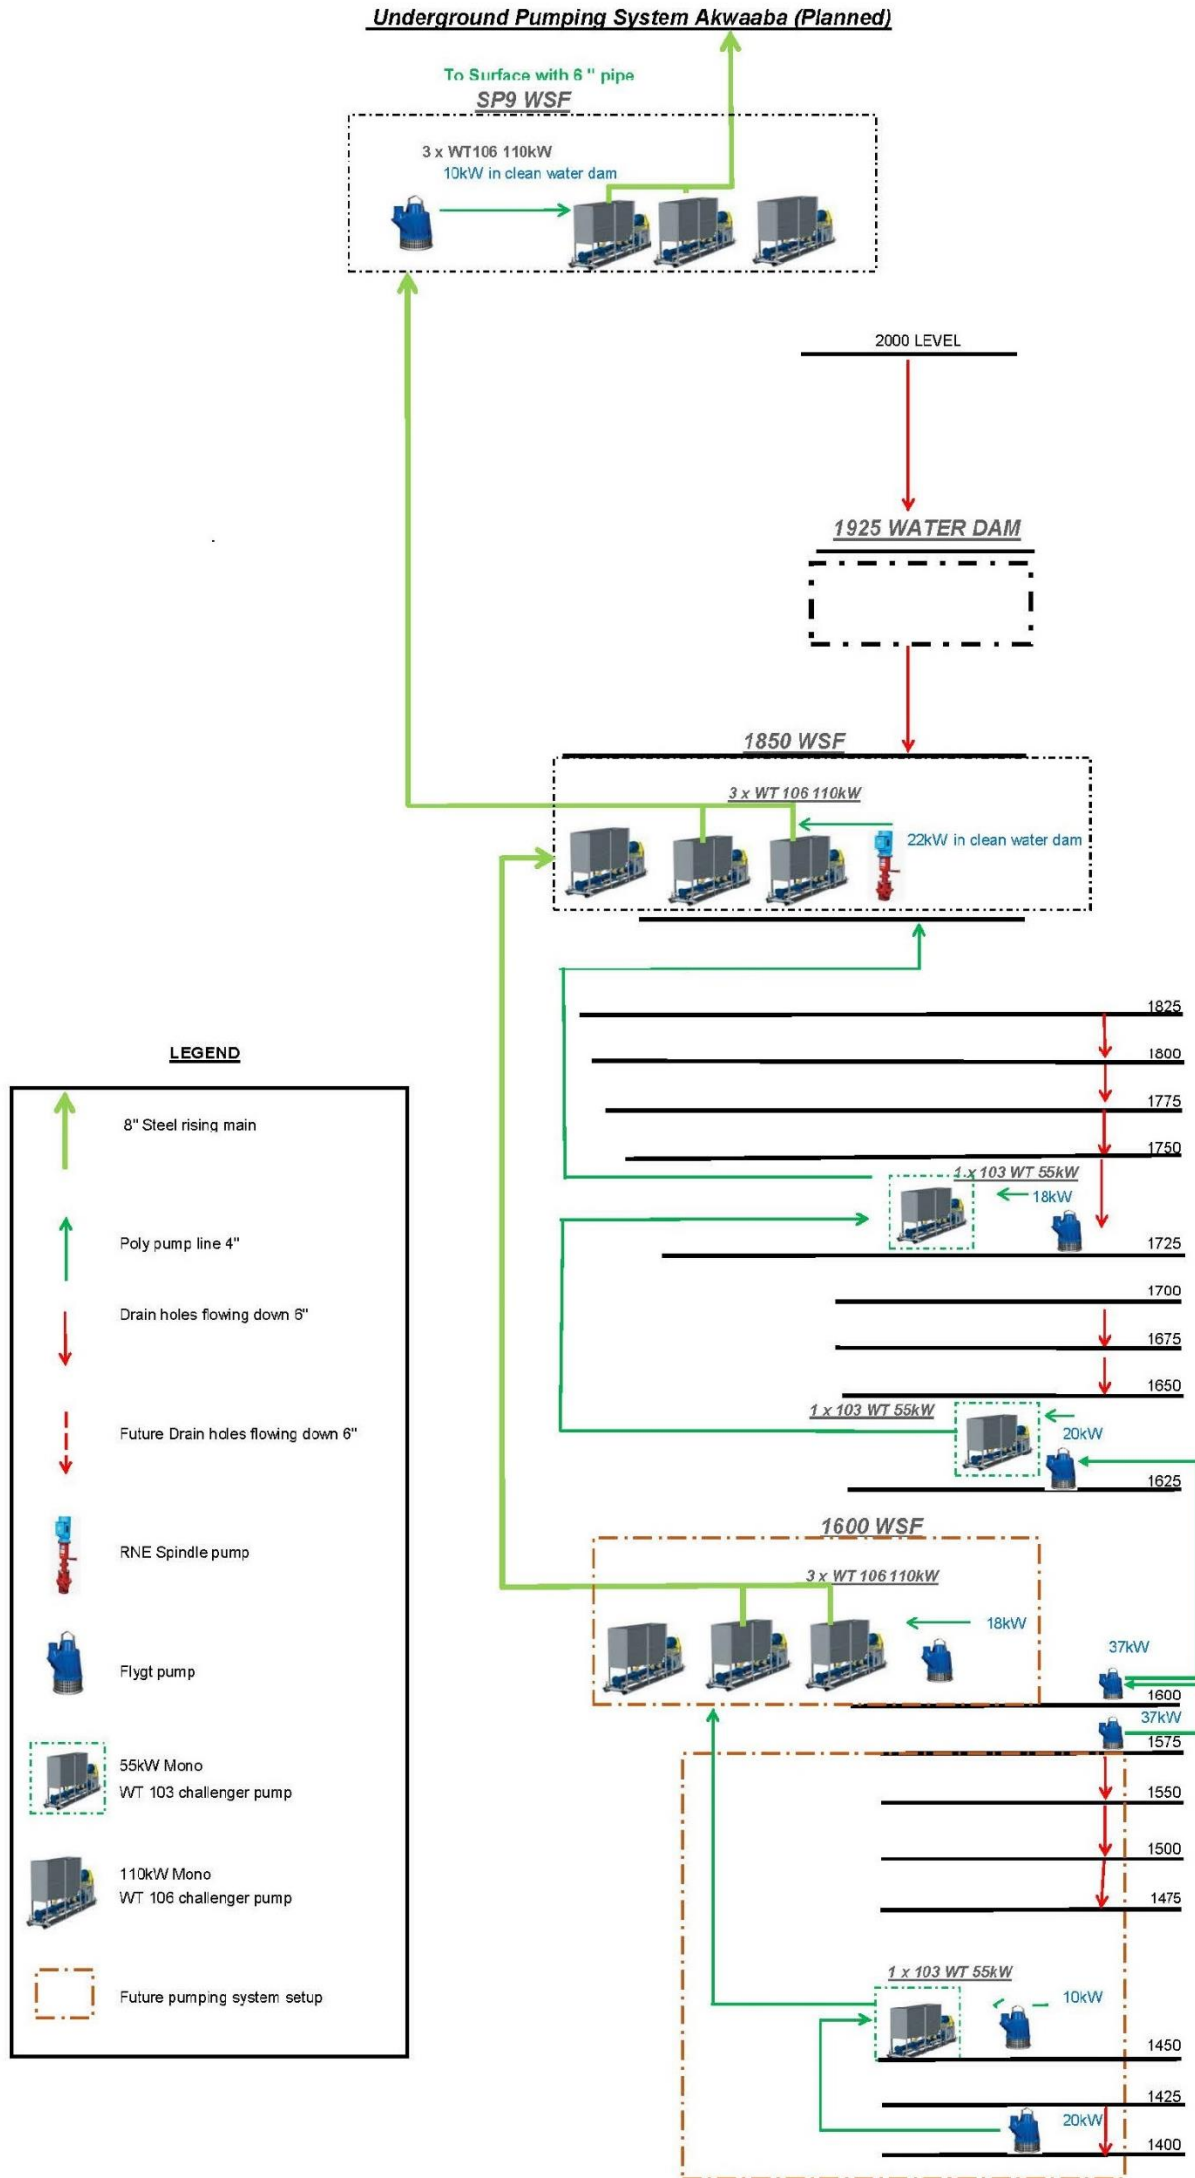 Underground Pumping System Akwaaba (Planned)
To Surface with 6 " pipe
SP9 WSF
3 x WT106 110kW
10kW in clean water dam
2000 LEVEL
1925 WATER DAM
1850 WSF
3 x WT 106 110kW
22kW in clean water dam
1825
1800
1775
1750
1 x 103 WT 55kW
18kW
1725
1700
1675
1650
1 x 103 WT 55kW
20kW
1625
1600 WSF
3 x WT 106 110kW
18kW
37kW
1600
37kW
1575
1550
1500
1475
1 x 103 WT 55kW
10kW
1450
1425
20kW
1400
LEGEND
8" Steel rising main
Poly pump line 4"
Drain holes flowing down 6"
Future Drain holes flowing down 6"
RNE Spindle pump
Flygt pump
55kW Mono
WT 103 challenger pump
110kW Mono
WT 106 challenger pump
Future pumping system setup